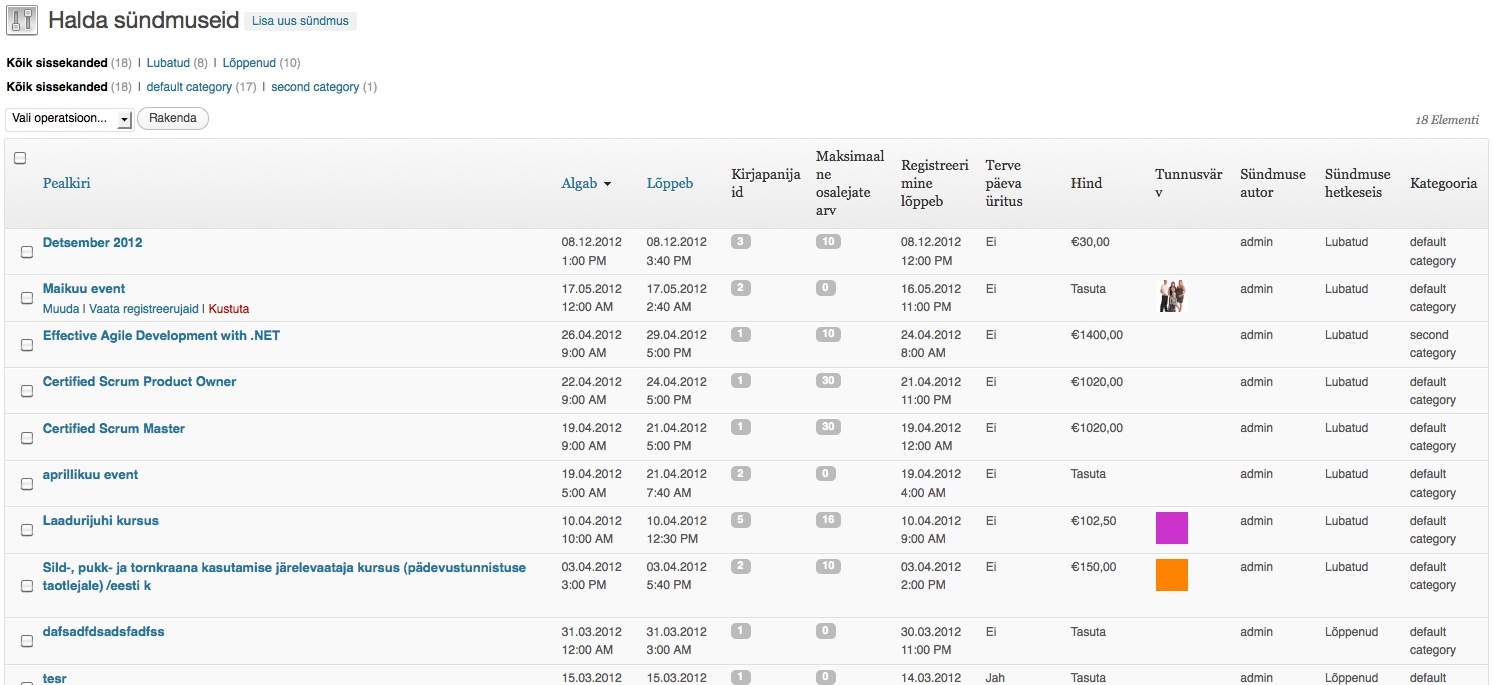 Halda sündmuseid Lisa uus sündmus
Kõik sissekanded (18) | Lubatud (8) | Lõppenud (10)
Kõik sissekanded (18) | default category (17) | second category (1)
Vali operatsioon... Rakenda 18 Elementi
Pealkiri Algab Lõppeb Kirjapanijaid Maksimaalne osalejate arv Registreerimine lõppeb Terve päeva üritus Hind Tunnusvärv Sündmuse autor Sündmuse hetkeseis Kategooria
Detsember 2012 08.12.2012 08.12.2012 3 10 08.12.2012 Ei €30,00 admin Lubatud default
1:00 PM 3:40 PM 12:00 PM category
Maikuu event 17.05.2012 17.05.2012 2 0 16.05.2012 Ei Tasuta admin Lubatud default
Muuda | Vaata registreerujaid | Kustuta 12:00 AM 2:40 AM 11:00 PM category
Effective Agile Development with .NET 26.04.2012 29.04.2012 1 10 24.04.2012 Ei €1400,00 admin Lubatud second
9:00 AM 5:00 PM 8:00 AM category
Certified Scrum Product Owner 22.04.2012 24.04.2012 1 30 21.04.2012 Ei €1020,00 admin Lubatud default
9:00 AM 5:00 PM 11:00 PM category
Certified Scrum Master 19.04.2012 21.04.2012 1 30 19.04.2012 Ei €1020,00 admin Lubatud default
9:00 AM 5:00 PM 12:00 AM category
aprillikuu event 19.04.2012 21.04.2012 2 0 19.04.2012 Ei Tasuta admin Lubatud default
5:00 AM 7:40 AM 4:00 AM category
Laadurijuhi kursus 10.04.2012 10.04.2012 5 16 10.04.2012 Ei €102,50 admin Lubatud default
10:00 AM 12:30 PM 9:00 AM category
Sild-, pukk- ja tornkraana kasutamise järelevaataja kursus (pädevustunnistuse 03.04.2012 03.04.2012 2 10 03.04.2012 Ei €150,00 admin Lubatud default
taotlejale) /eesti k 3:00 PM 5:40 PM 2:00 PM category
dafsadfdsadsfadfss 31.03.2012 31.03.2012 1 0 30.03.2012 Ei Tasuta admin Lõppenud default
12:00 AM 3:00 AM 11:00 PM category
tesr 15.03.2012 15.03.2012 1 0 14.03.2012 Jah Tasuta admin Lõppenud default